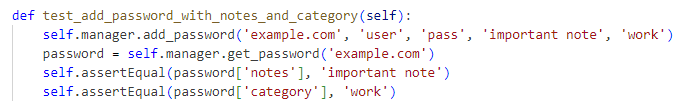 def test_add_password_with_notes_and_category(self):
    self.manager.add_password('example.com', 'user', 'pass', 'important note', 'work')
    password = self.manager.get_password('example.com')
    self.assertEqual(password['notes'], 'important note')
    self.assertEqual(password['category'], 'work')